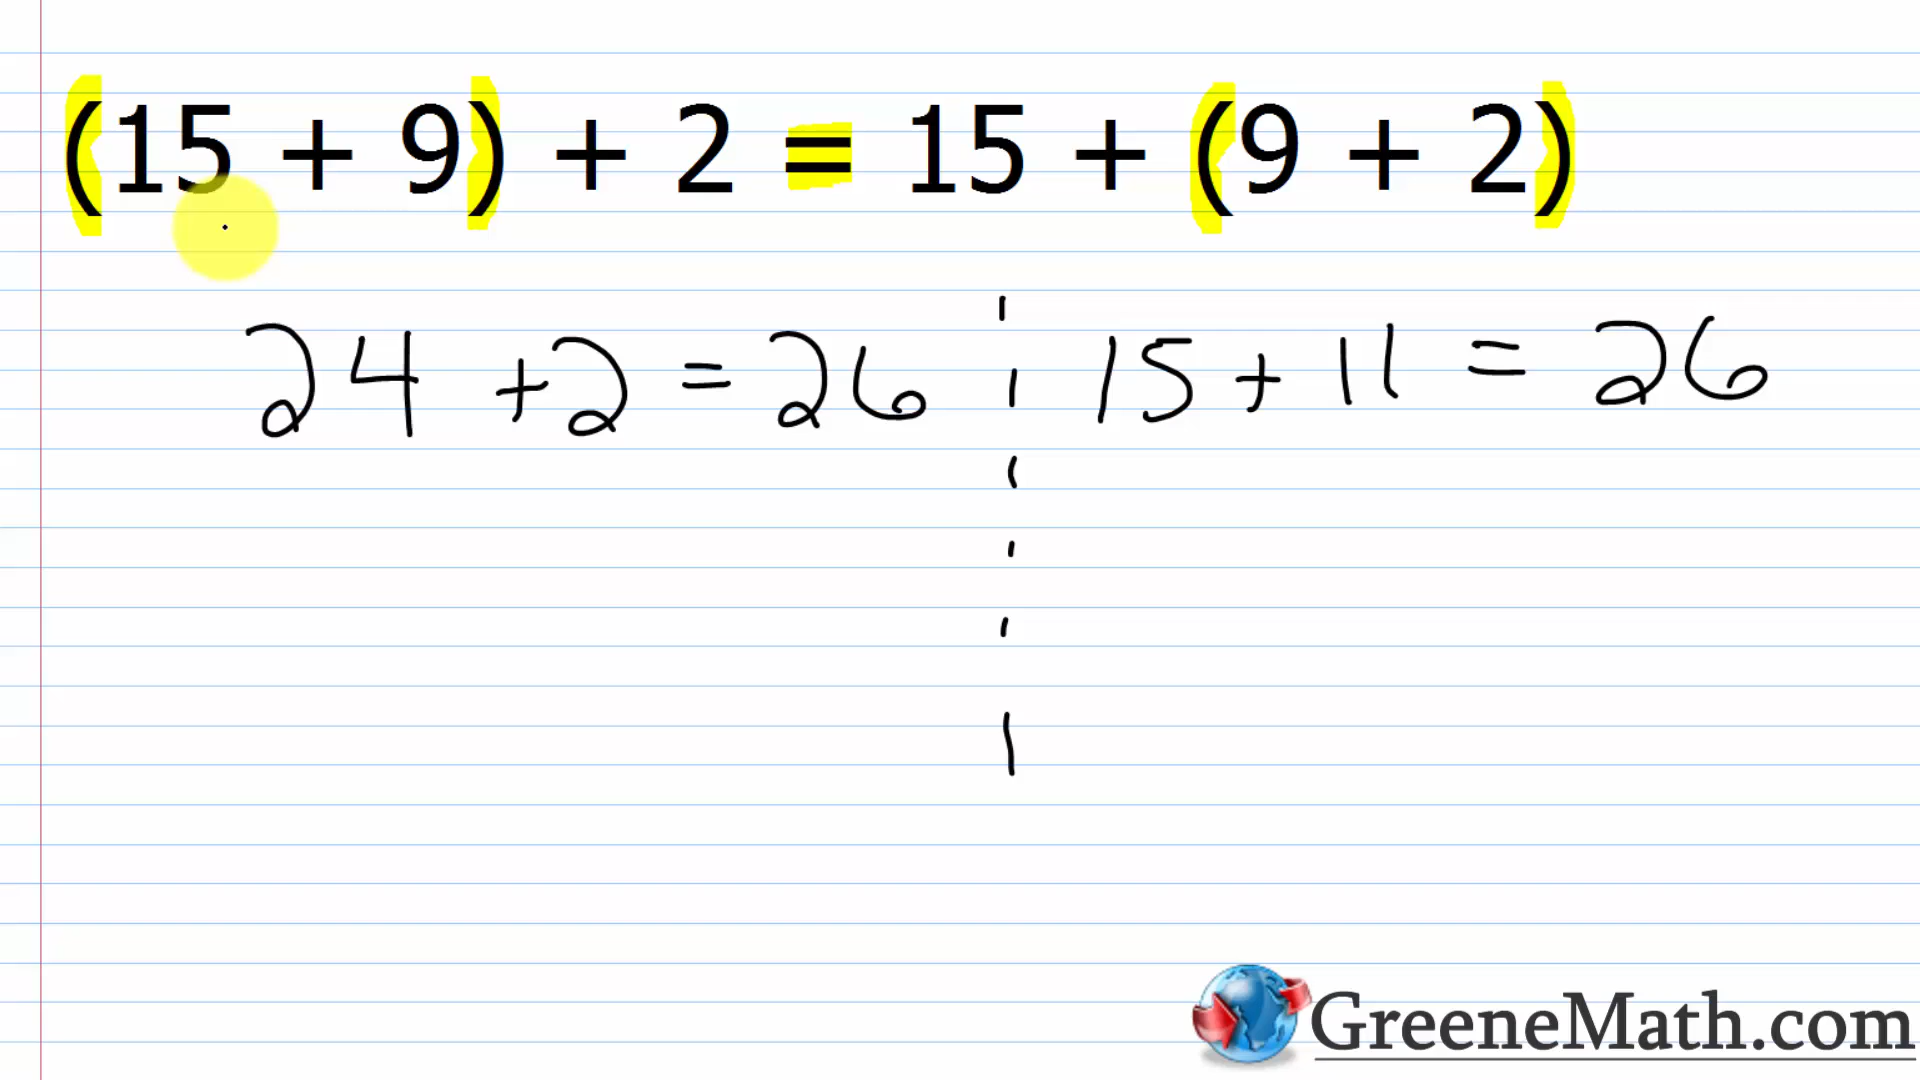 (15 + 9) + 2 = 15 + (9 + 2)
24 + 2 = 26 ¦ 15 + 11 = 26
GreeneMath.com